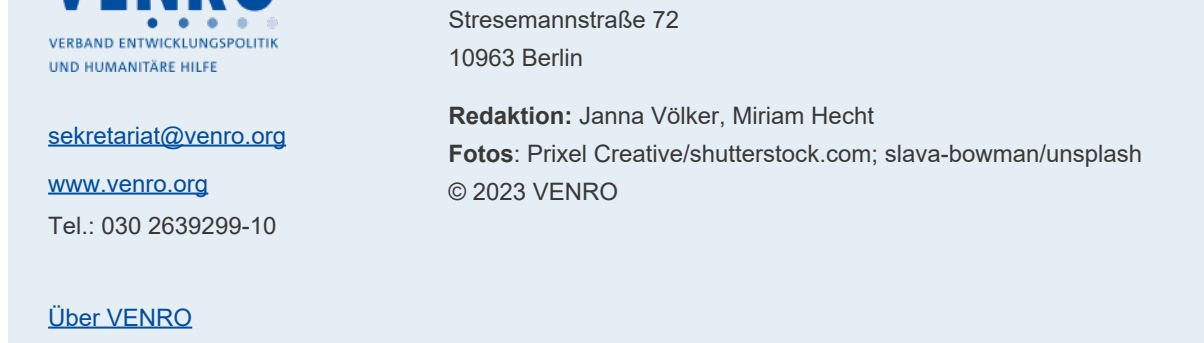 VENRO
VERBAND ENTWICKLUNGSPOLITIK
UND HUMANITÄRE HILFE
sekretariat@venro.org
www.venro.org
Tel.: 030 2639299-10
Über VENRO
Stresemannstraße 72
10963 Berlin
Redaktion: Janna Völker, Miriam Hecht
Fotos: Prixel Creative/shutterstock.com; slava-bowman/unsplash
© 2023 VENRO